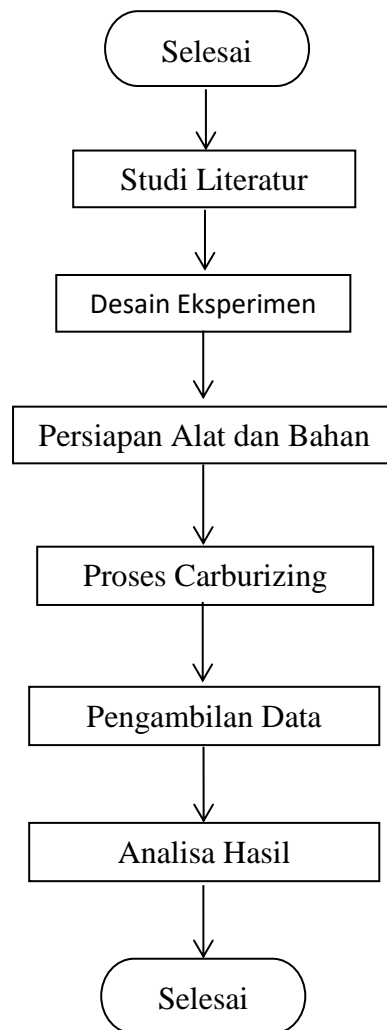 Selesai
Studi Literatur
Desain Eksperimen
Persiapan Alat dan Bahan
Proses Carburizing
Pengambilan Data
Analisa Hasil
Selesai